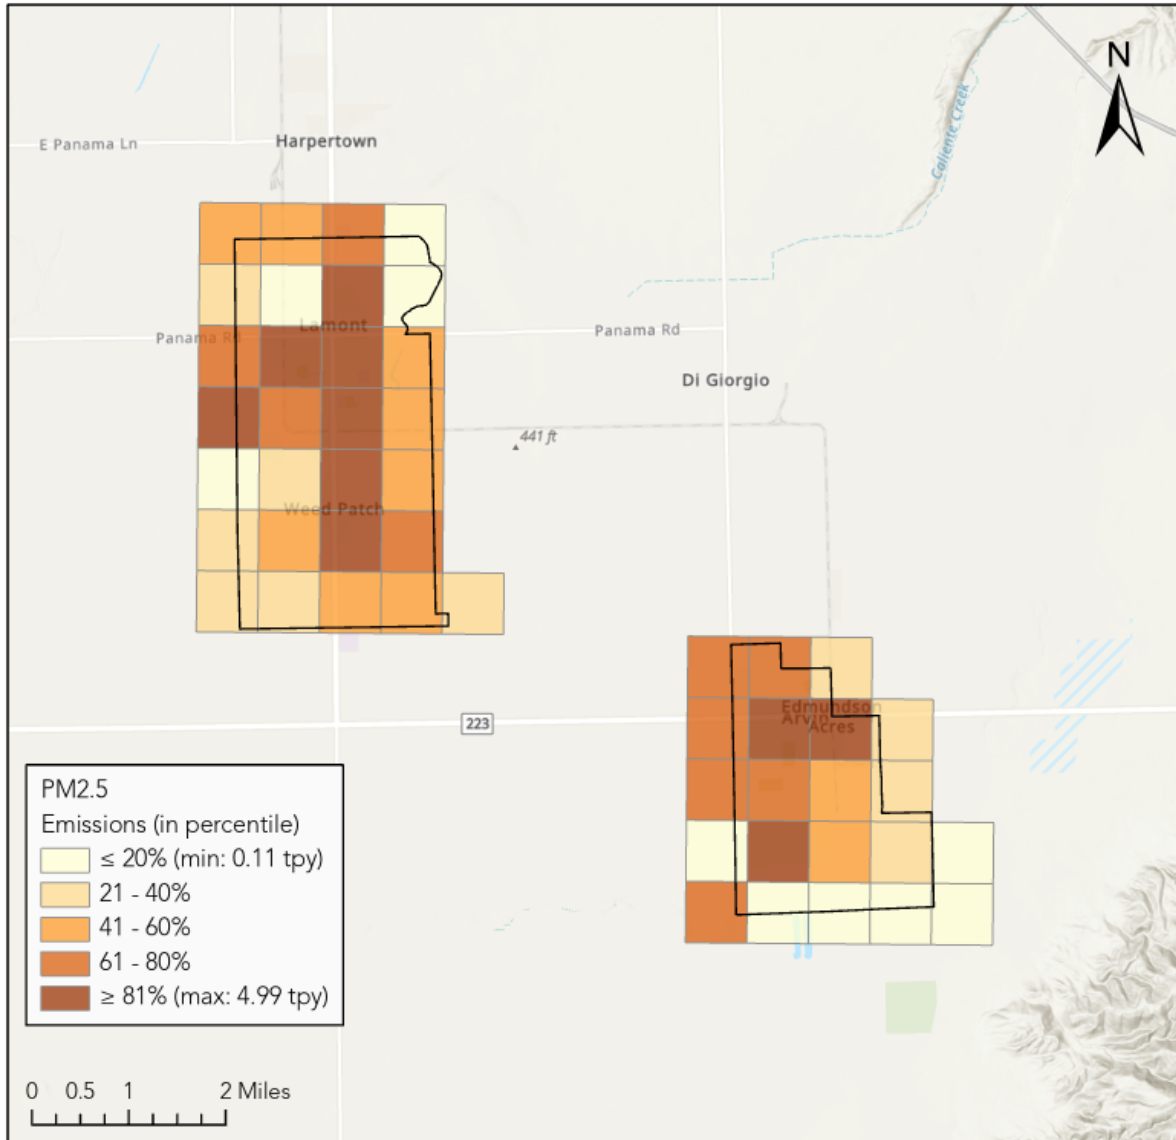 N
E Panama Ln
Harpertown
Caliente Creek
Lamont
Panama Rd
Panama Rd
Di Giorgio
441 ft
Weed Patch
Edmundson
Arvin
Acres
223
PM2.5
Emissions (in percentile)
≤ 20% (min: 0.11 tpy)
21 - 40%
41 - 60%
61 - 80%
≥ 81% (max: 4.99 tpy)
0 0.5 1 2 Miles